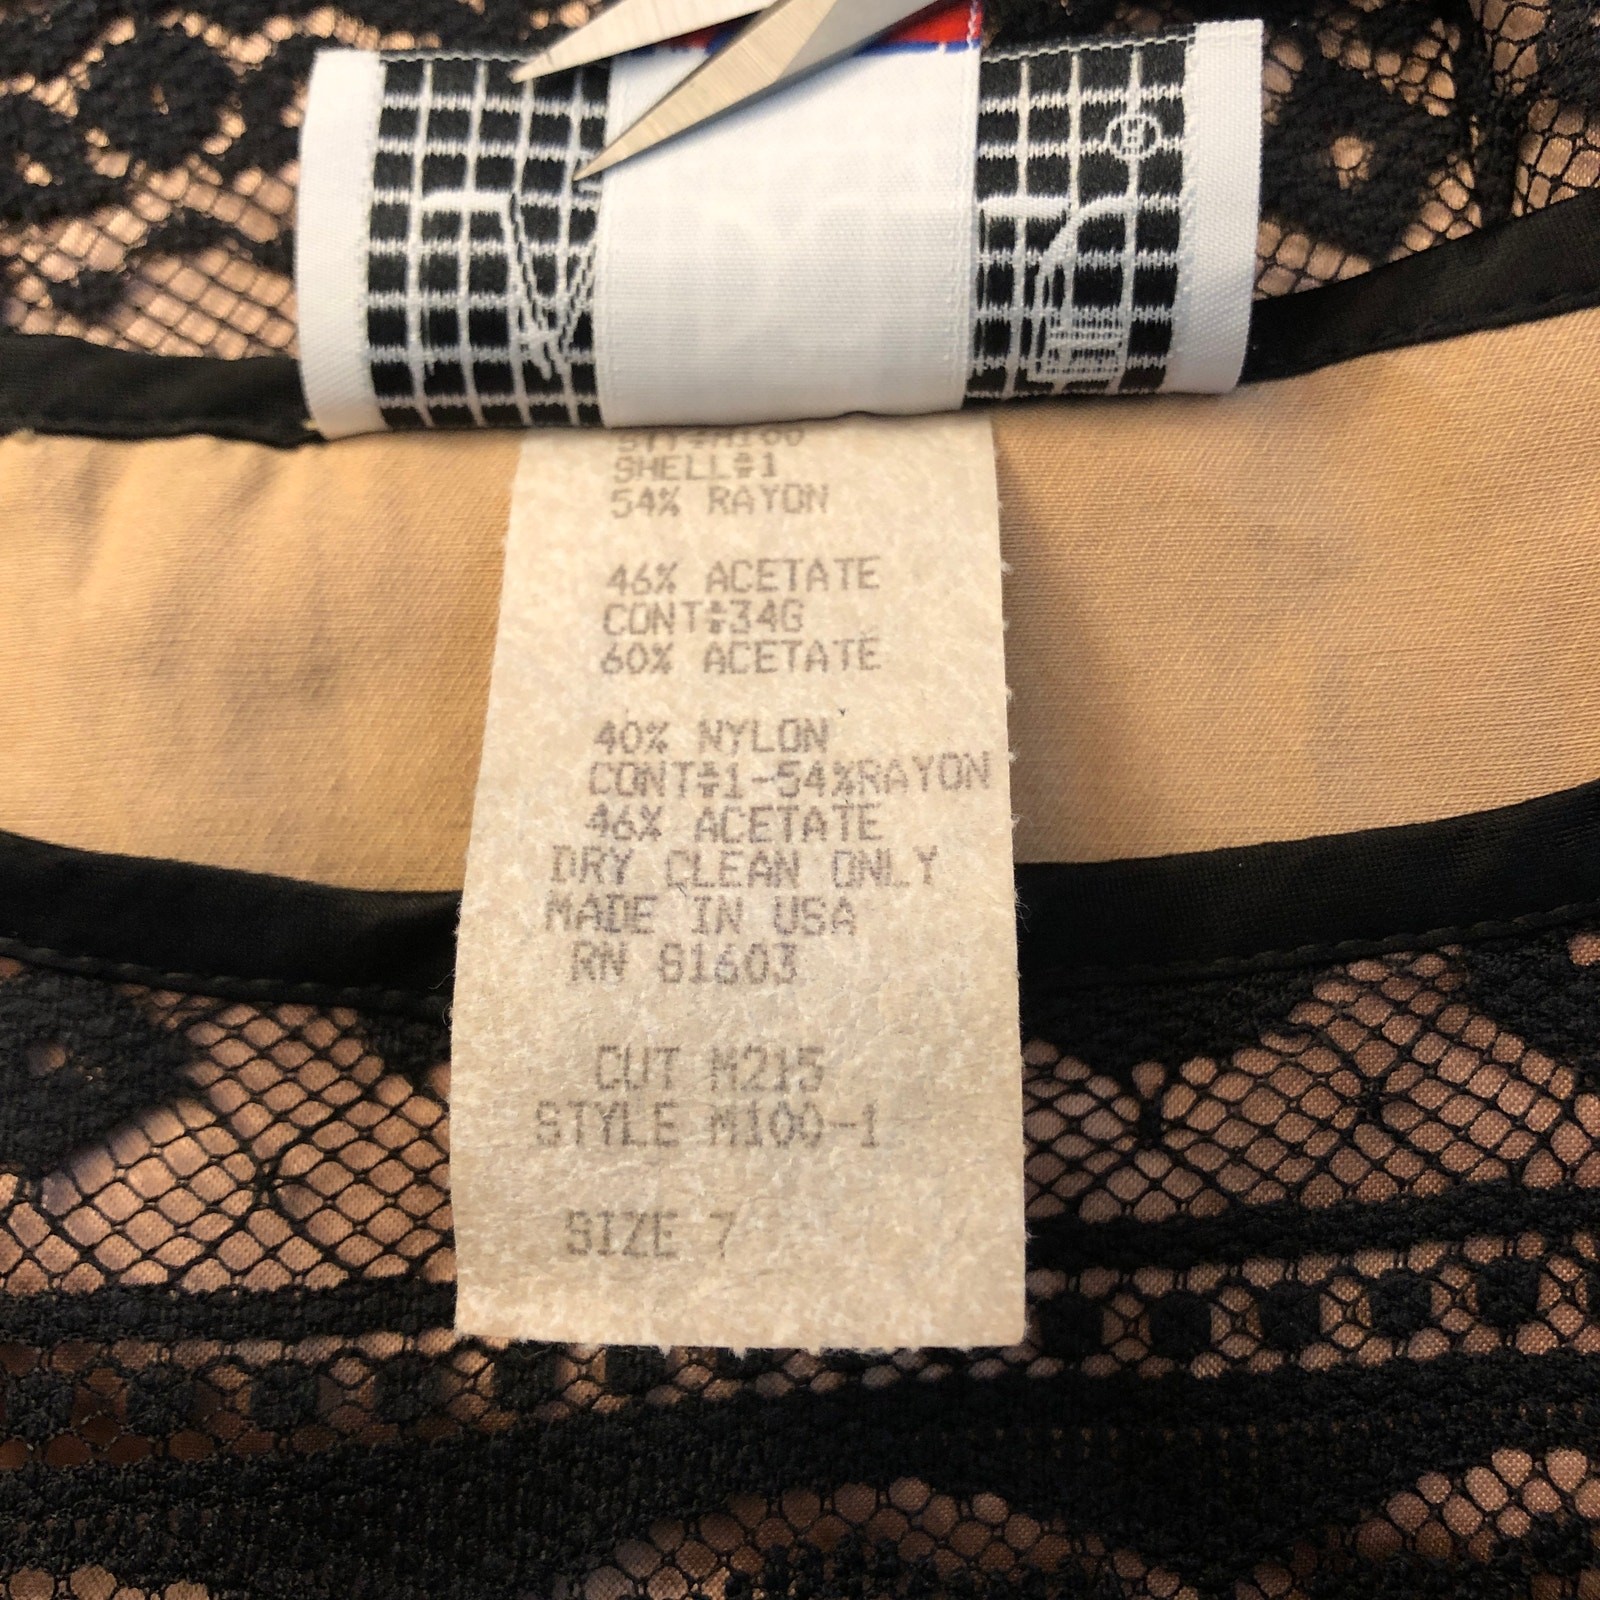 SHELL#1
54% RAYON
46% ACETATE
CONT#34G
60% ACETATE
40% NYLON
CONT#1-54%RAYON
46% ACETATE
DRY CLEAN ONLY
MADE IN USA
RN 81603
CUT M215
STYLE M100-1
SIZE 7